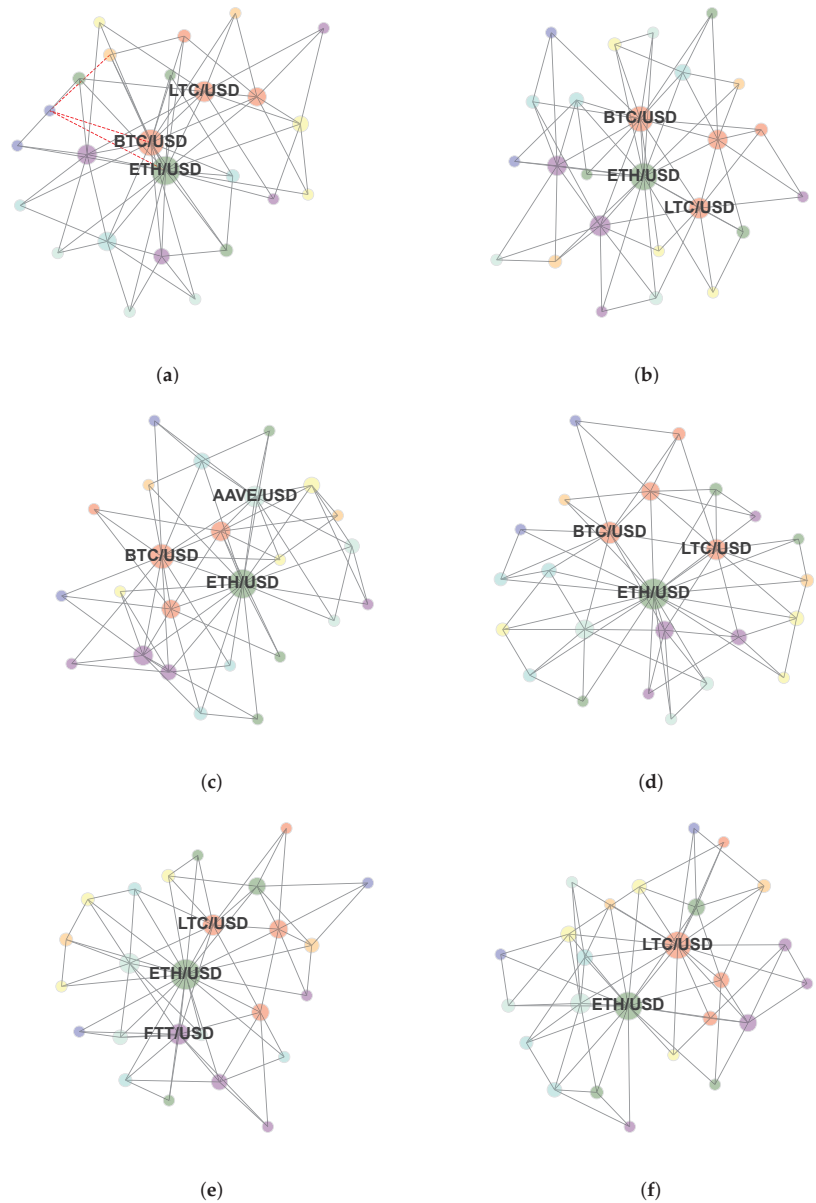 LTC/USD
BTC/USD
ETH/USD
(a)
BTC/USD
ETH/USD
LTC/USD
(b)
AAVE/USD
BTC/USD
ETH/USD
(c)
BTC/USD
LTC/USD
ETH/USD
(d)
LTC/USD
ETH/USD
FTT/USD
(e)
LTC/USD
ETH/USD
(f)